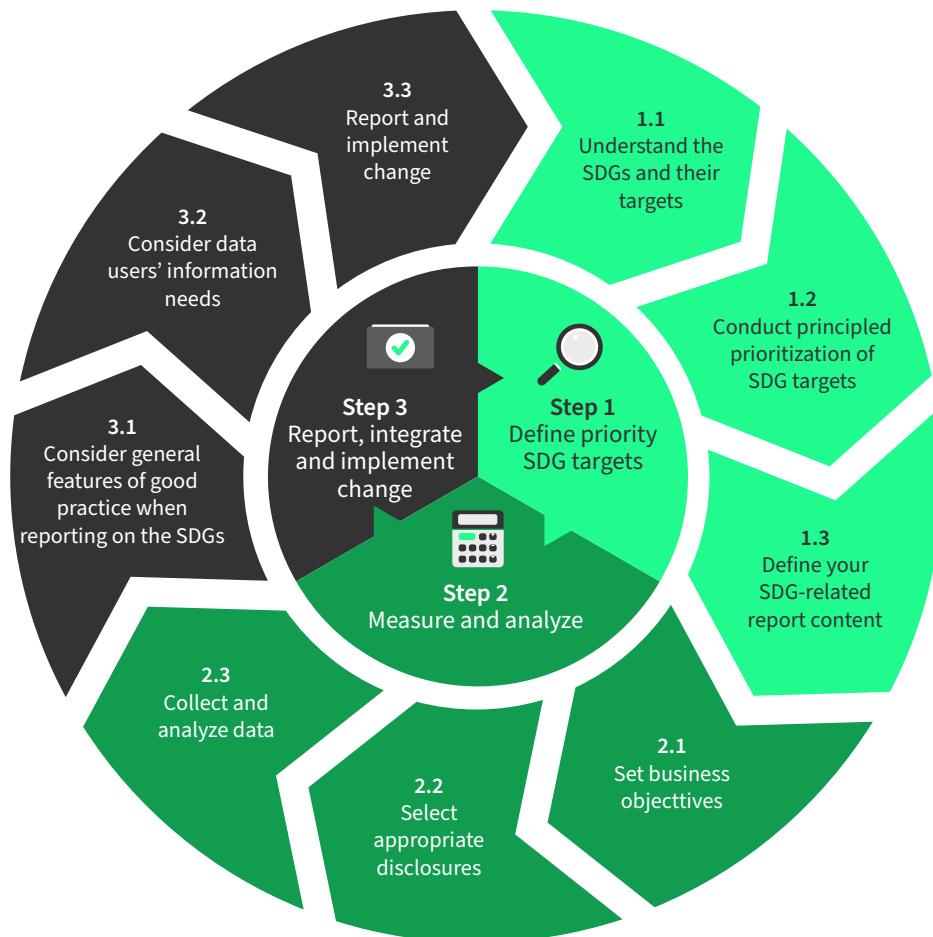 Step 1
Define priority
SDG targets
1.1
Understand the
SDGs and their
targets
1.2
Conduct principled
prioritization of
SDG targets
1.3
Define your
SDG-related
report content
Step 2
Measure and analyze
2.1
Set business
objecttives
2.2
Select
appropriate
disclosures
2.3
Collect and
analyze data
Step 3
Report, integrate
and implement
change
3.1
Consider general
features of good
practice when
reporting on the SDGs
3.2
Consider data
users’ information
needs
3.3
Report and
implement
change